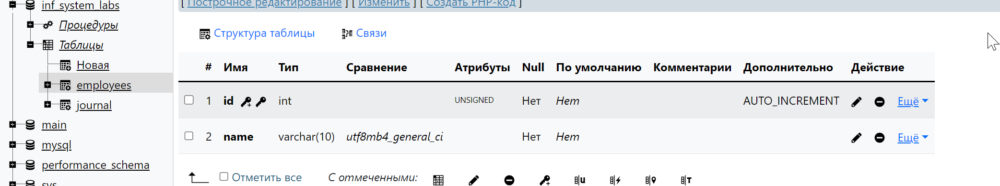 inf_system_labs
Процедуры
Таблицы
Новая
employees
journal
main
mysql
performance_schema
sys
[ Построчное редактирование ] [ Изменить ] [ Создать PHP-код ]
Структура таблицы Связи
# Имя Тип Сравнение Атрибуты Null По умолчанию Комментарии Дополнительно Действие
1 id int UNSIGNED Нет Нет AUTO_INCREMENT Ещё
2 name varchar(10) utf8mb4_general_ci Нет Нет Ещё
Отметить все С отмеченными: